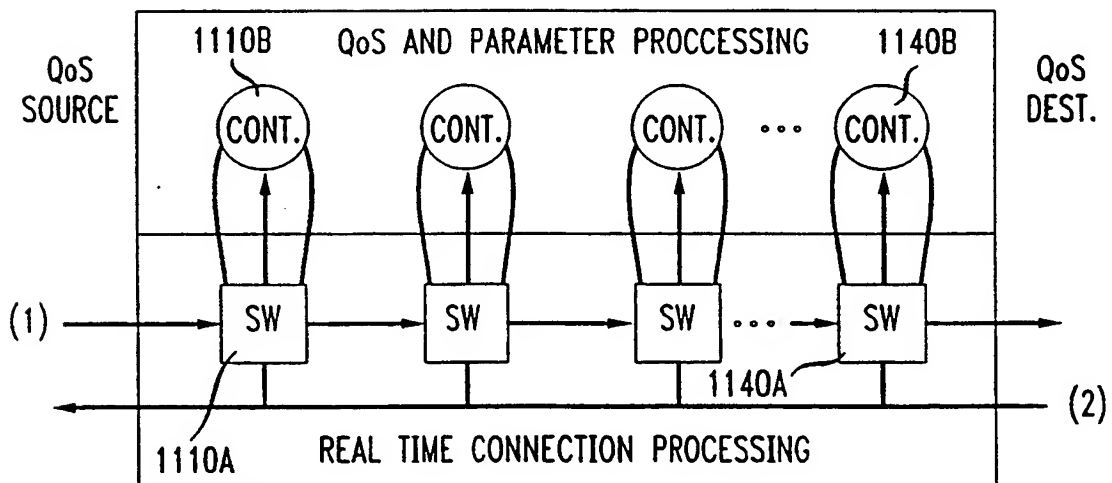 1110B
QoS AND PARAMETER PROCCESSING
1140B
QoS
SOURCE
QoS
DEST.
CONT.
CONT.
CONT.
CONT.
(1)
SW
SW
SW
SW
1140A
(2)
1110A
REAL TIME CONNECTION PROCESSING